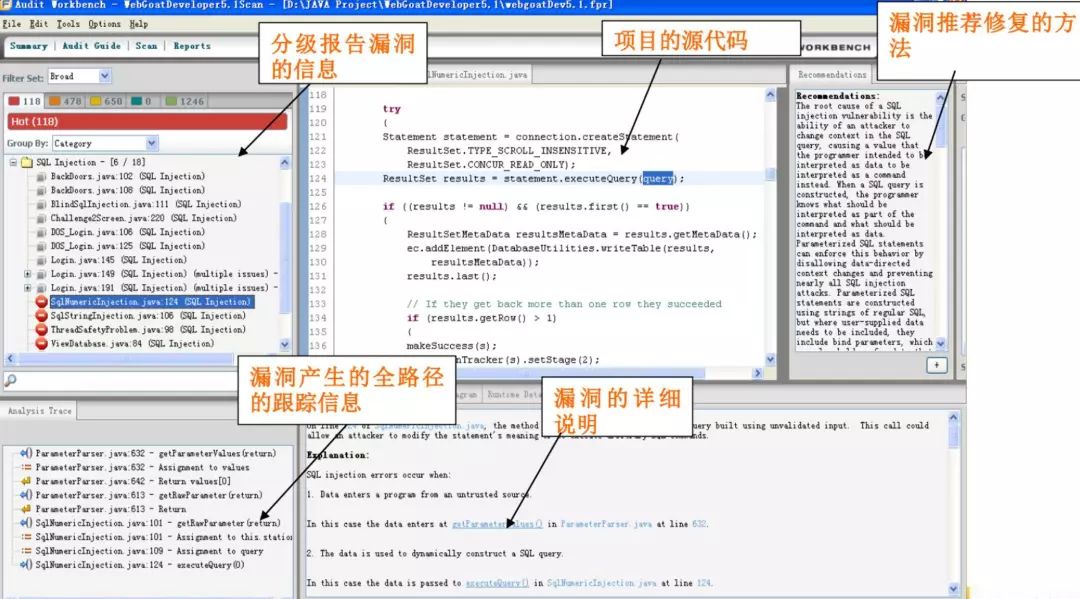 Audit Workbench - WebGoatDeveloper5.1Scan - [D:\JAVA Project\WebGoatDeveloper5.1\webgoatDev5.1.fpr]
File Edit Tools Options Help
Summary | Audit Guide | Scan | Reports
WORKBENCH
分级报告漏洞
的信息
项目的源代码
漏洞推荐修复的方
法
Filter Set: Broad
118 478 650 0 1246
Hot (118)
Group By: Category
SQL Injection - [6 / 18]
BackDoors.java:102 (SQL Injection)
BackDoors.java:108 (SQL Injection)
BlindSqlInjection.java:111 (SQL Injection)
Challenge2Screen.java:220 (SQL Injection)
DOS_Login.java:106 (SQL Injection)
DOS_Login.java:125 (SQL Injection)
Login.java:145 (SQL Injection)
Login.java:149 (SQL Injection) (multiple issues) -
Login.java:191 (SQL Injection) (multiple issues) -
SqlNumericInjection.java:124 (SQL Injection)
SqlStringInjection.java:106 (SQL Injection)
ThreadSafetyProblem.java:98 (SQL Injection)
ViewDatabase.java:84 (SQL Injection)
NumericInjection.java
118
119 try
120 {
121 Statement statement = connection.createStatement(
122 ResultSet.TYPE_SCROLL_INSENSITIVE,
123 ResultSet.CONCUR_READ_ONLY);
124 ResultSet results = statement.executeQuery(query);
125
126 if ((results != null) && (results.first() == true))
127 {
128 ResultSetMetaData resultsMetaData = results.getMetaData();
129 ec.addElement(DatabaseUtilities.writeTable(results,
130 resultsMetaData));
131 results.last();
132
133 // If they get back more than one row they succeeded
134 if (results.getRow() > 1)
135 {
136 makeSuccess(s);
nTracker(s).setStage(2);
Recommendations
Recommendations:
The root cause of a SQL
injection vulnerability is the
ability of an attacker to
change context in the SQL
query, causing a value that
the programmer intended to be
interpreted as data to be
interpreted as a command
instead. When a SQL query is
constructed, the programmer
knows what should be
interpreted as part of the
command and what should be
interpreted as data.
Parameterized SQL statements
can enforce this behavior by
disallowing data-directed
context changes and preventing
nearly all SQL injection
attacks. Parameterized SQL
statements are constructed
using strings of regular SQL,
but where user-supplied data
needs to be included, they
include bind parameters, which
漏洞产生的全路径
的跟踪信息
漏洞的详细
说明
Analysis Trace
ParameterParser.java:632 - getParameterValues(return)
ParameterParser.java:632 - Assignment to values
ParameterParser.java:642 - Return values[0]
ParameterParser.java:613 - getRawParameter(return)
ParameterParser.java:613 - Return
SqlNumericInjection.java:101 - getRawParameter(return)
SqlNumericInjection.java:101 - Assignment to this.station
SqlNumericInjection.java:109 - Assignment to query
SqlNumericInjection.java:124 - executeQuery(0)
agram Runtime Data
On line SqlNumericInjection.java, the method query built using unvalidated input. This call could
allow an attacker to modify the statement's meaning
Explanation:
SQL injection errors occur when:
1. Data enters a program from an untrusted source.
In this case the data enters at getParameterValues() in ParameterParser.java at line 632.
2. The data is used to dynamically construct a SQL query.
In this case the data is passed to executeQuery() in SqlNumericInjection.java at line 124.